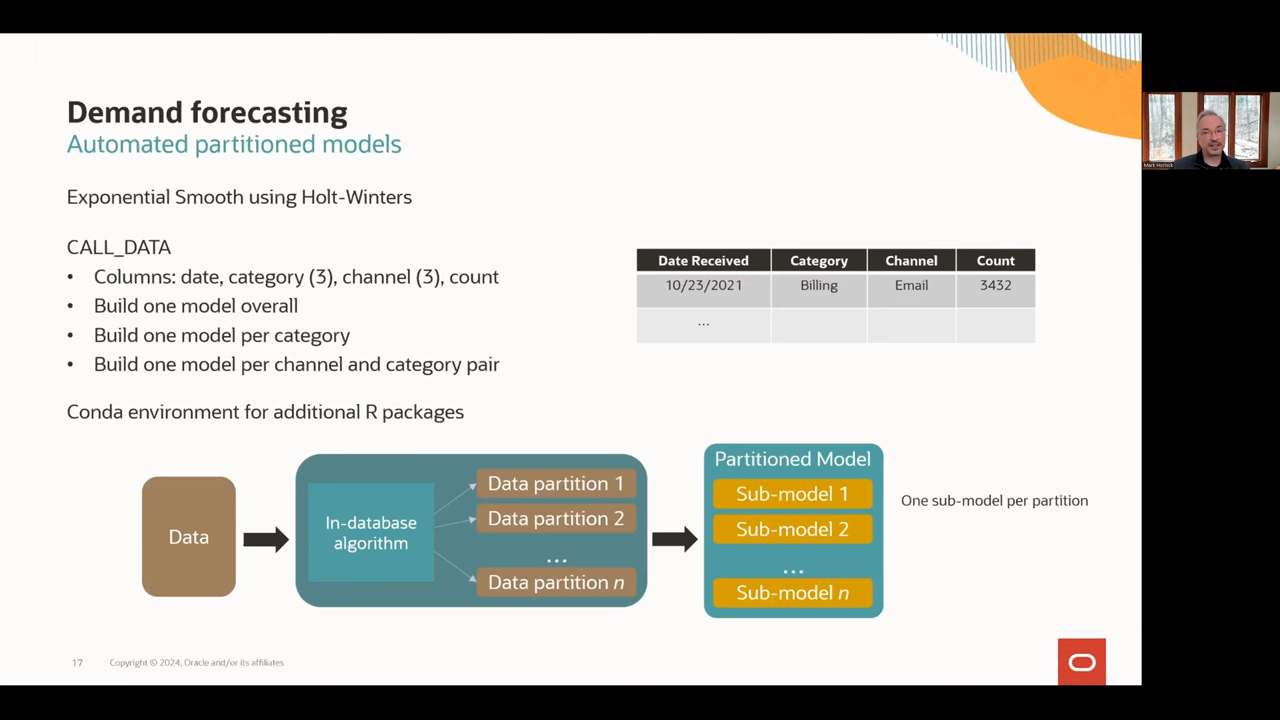 Demand forecasting
Automated partitioned models
Exponential Smooth using Holt-Winters
CALL_DATA
• Columns: date, category (3), channel (3), count
• Build one model overall
• Build one model per category
• Build one model per channel and category pair
Conda environment for additional R packages
Date Received Category Channel Count
10/23/2021 Billing Email 3432
...
Data
In-database
algorithm
Data partition 1
Data partition 2
...
Data partition n
Partitioned Model
Sub-model 1
Sub-model 2
...
Sub-model n
One sub-model per partition
17 Copyright © 2024, Oracle and/or its affiliates
Mark Hornick